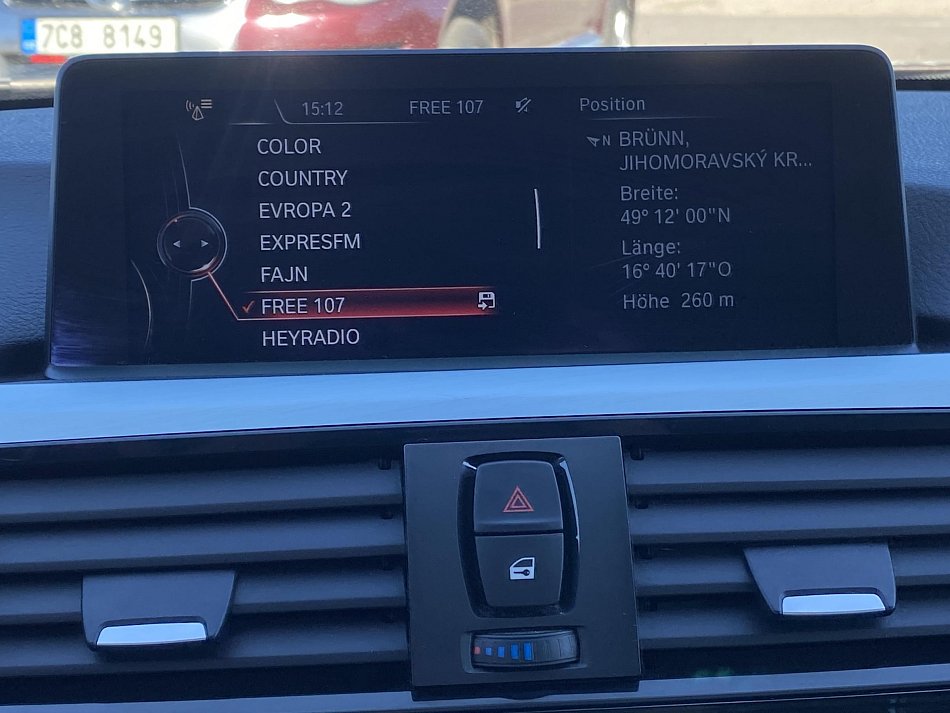 7C8 8149
15:12 FREE 107
COLOR
COUNTRY
EVROPA 2
EXPRESFM
FAJN
FREE 107
HEYRADIO
Position
N BRÜNN,
JIHOMORAVSKÝ KR...
Breite:
49° 12' 00"N
Länge:
16° 40' 17"O
Höhe 260 m